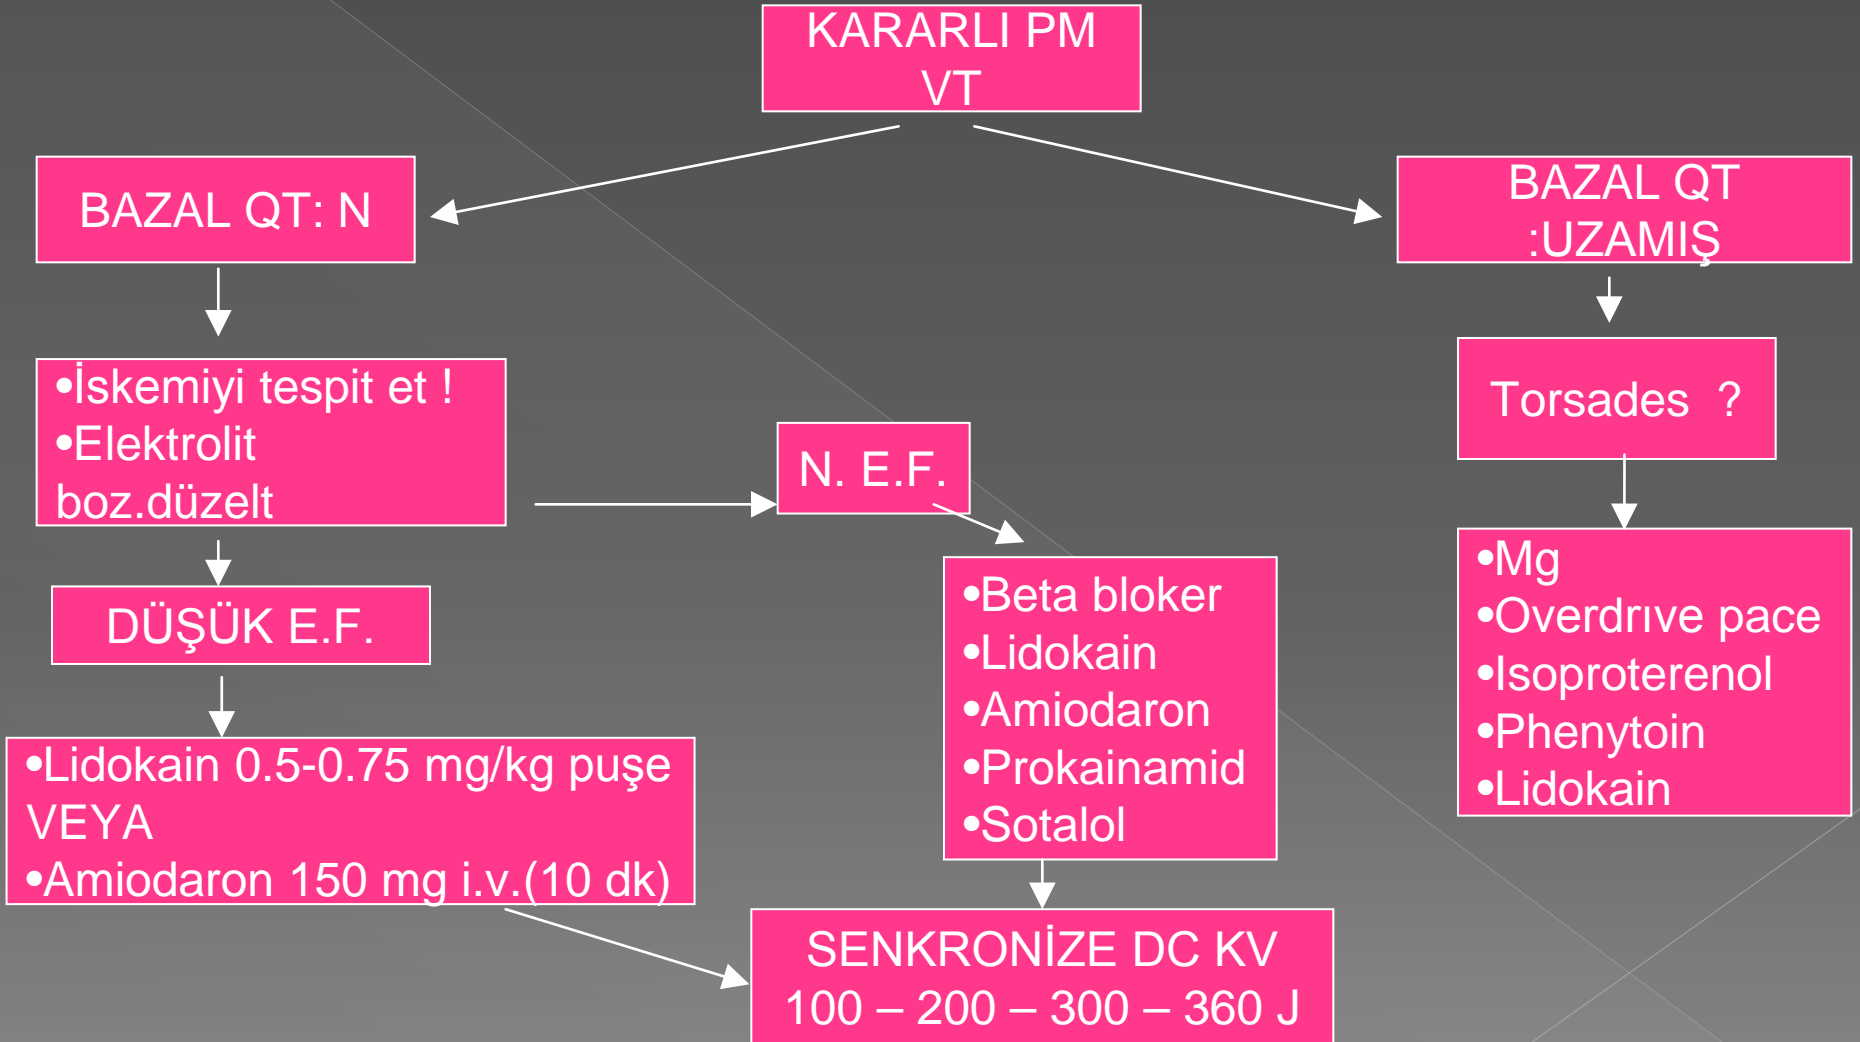 KARARLI PM
VT
BAZAL QT: N
BAZAL QT
:UZAMIŞ
•İskemiyi tespit et !
•Elektrolit
boz.düzelt
N. E.F.
Torsades ?
DÜŞÜK E.F.
•Beta bloker
•Lidokain
•Amiodaron
•Prokainamid
•Sotalol
•Mg
•Overdrıve pace
•Isoproterenol
•Phenytoin
•Lidokain
•Lidokain 0.5-0.75 mg/kg puşe
VEYA
•Amiodaron 150 mg i.v.(10 dk)
SENKRONİZE DC KV
100 – 200 – 300 – 360 J